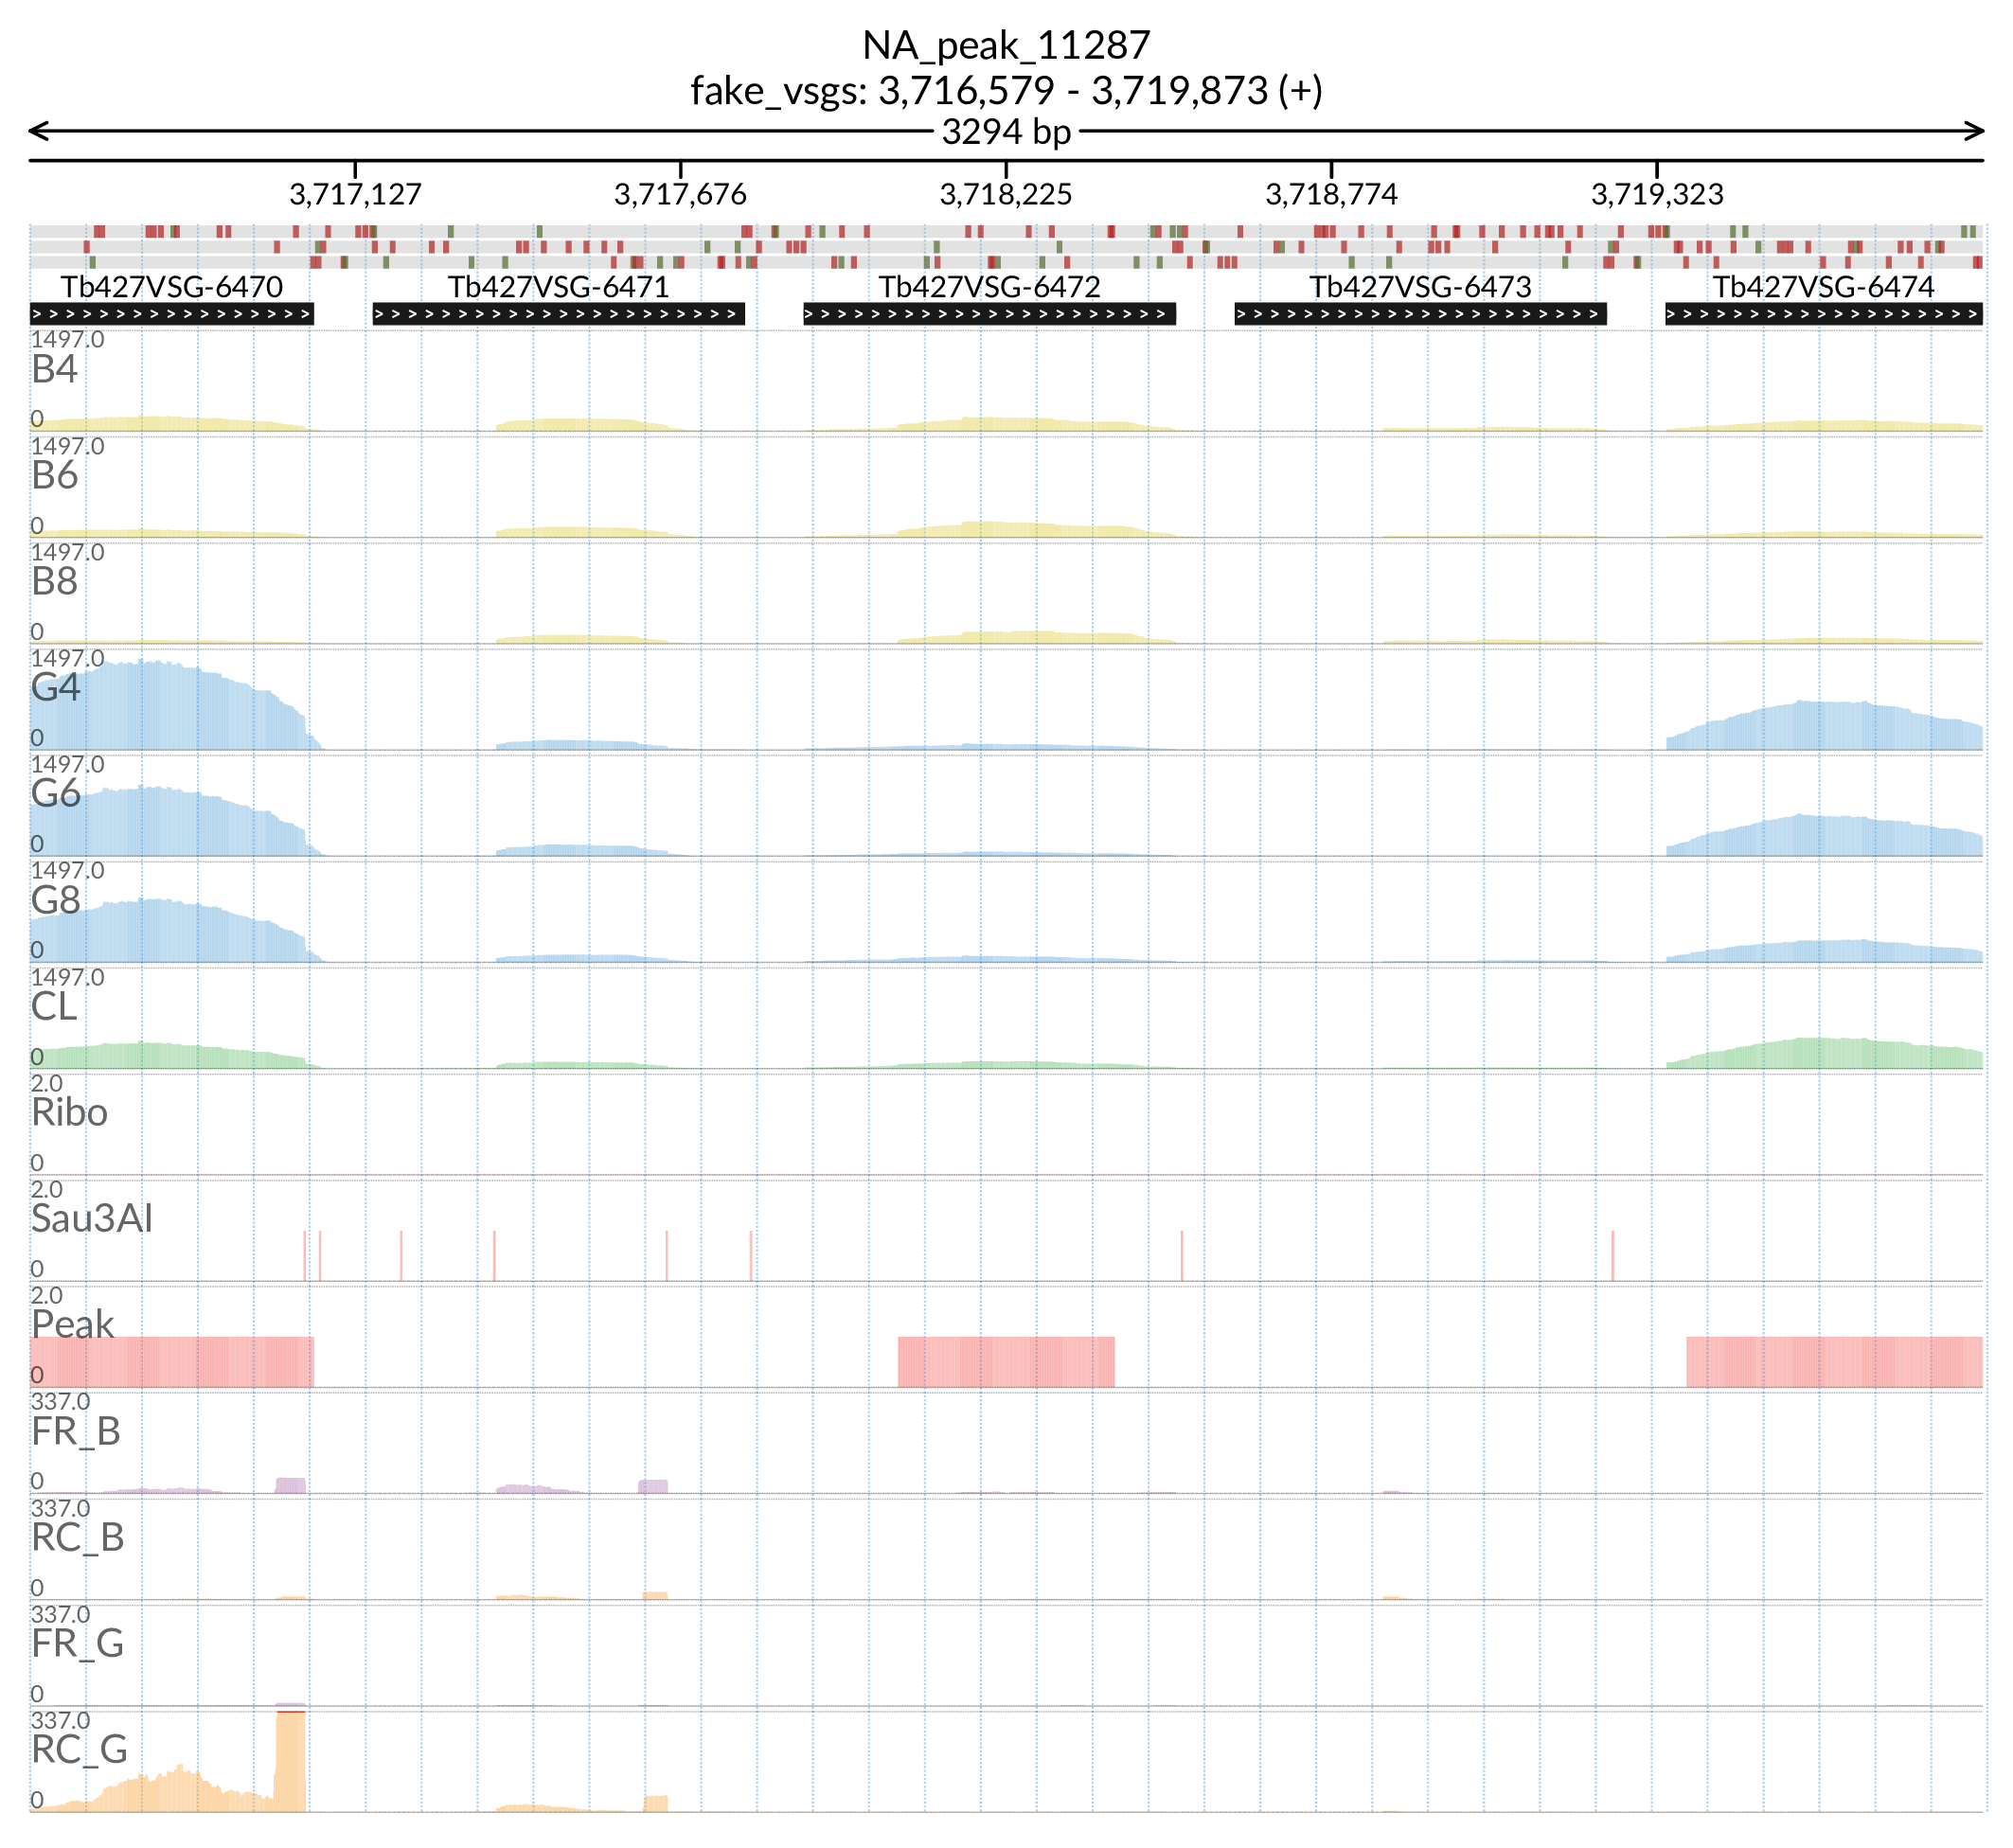 NA_peak_11287
fake_vsgs: 3,716,579 - 3,719,873 (+)
3294 bp
3,717,127 3,717,676 3,718,225 3,718,774 3,719,323
Tb427VSG-6470 Tb427VSG-6471 Tb427VSG-6472 Tb427VSG-6473 Tb427VSG-6474
1497.0
B4
0
1497.0
B6
0
1497.0
B8
0
1497.0
G4
0
1497.0
G6
0
1497.0
G8
0
1497.0
CL
0
2.0
Ribo
0
2.0
Sau3AI
0
2.0
Peak
0
337.0
FR_B
0
337.0
RC_B
0
337.0
FR_G
0
337.0
RC_G
0